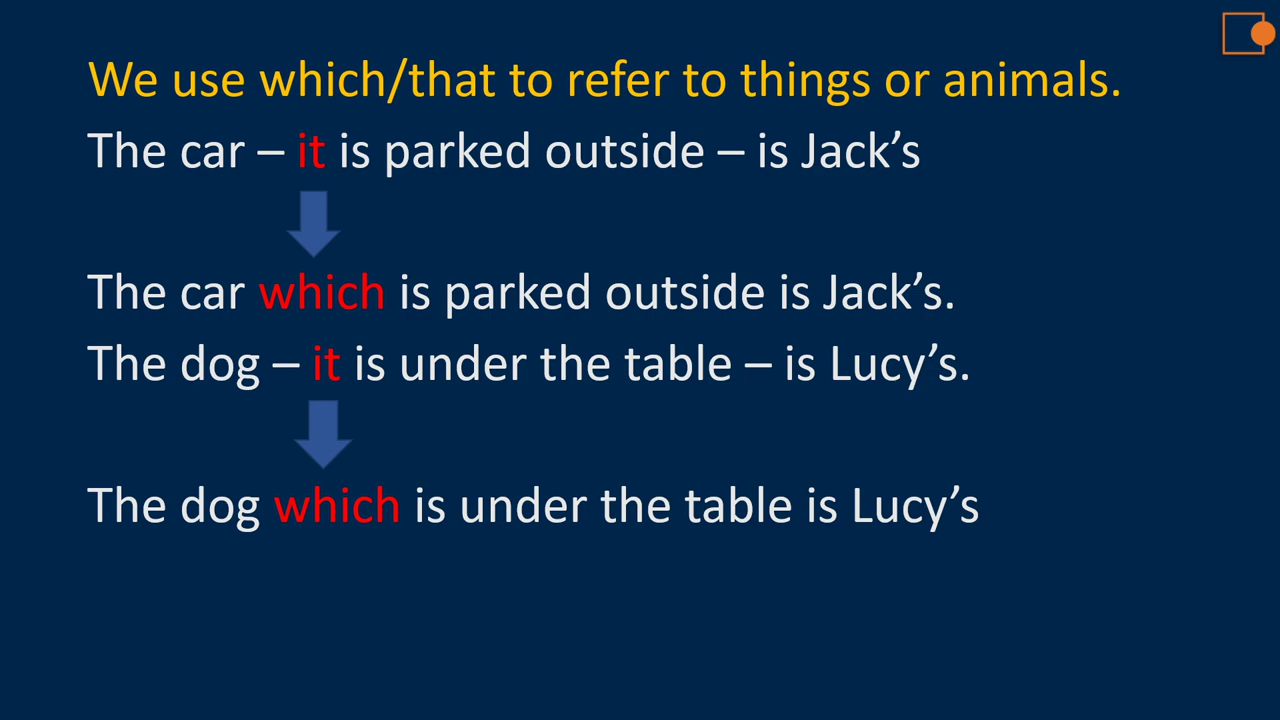 We use which/that to refer to things or animals.
The car – it is parked outside – is Jack’s
The car which is parked outside is Jack’s.
The dog – it is under the table – is Lucy’s.
The dog which is under the table is Lucy’s